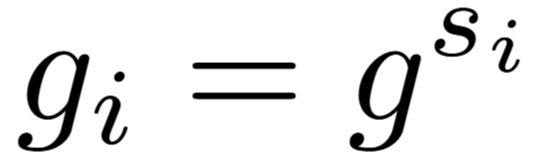 $g_i = g^{s_i}$